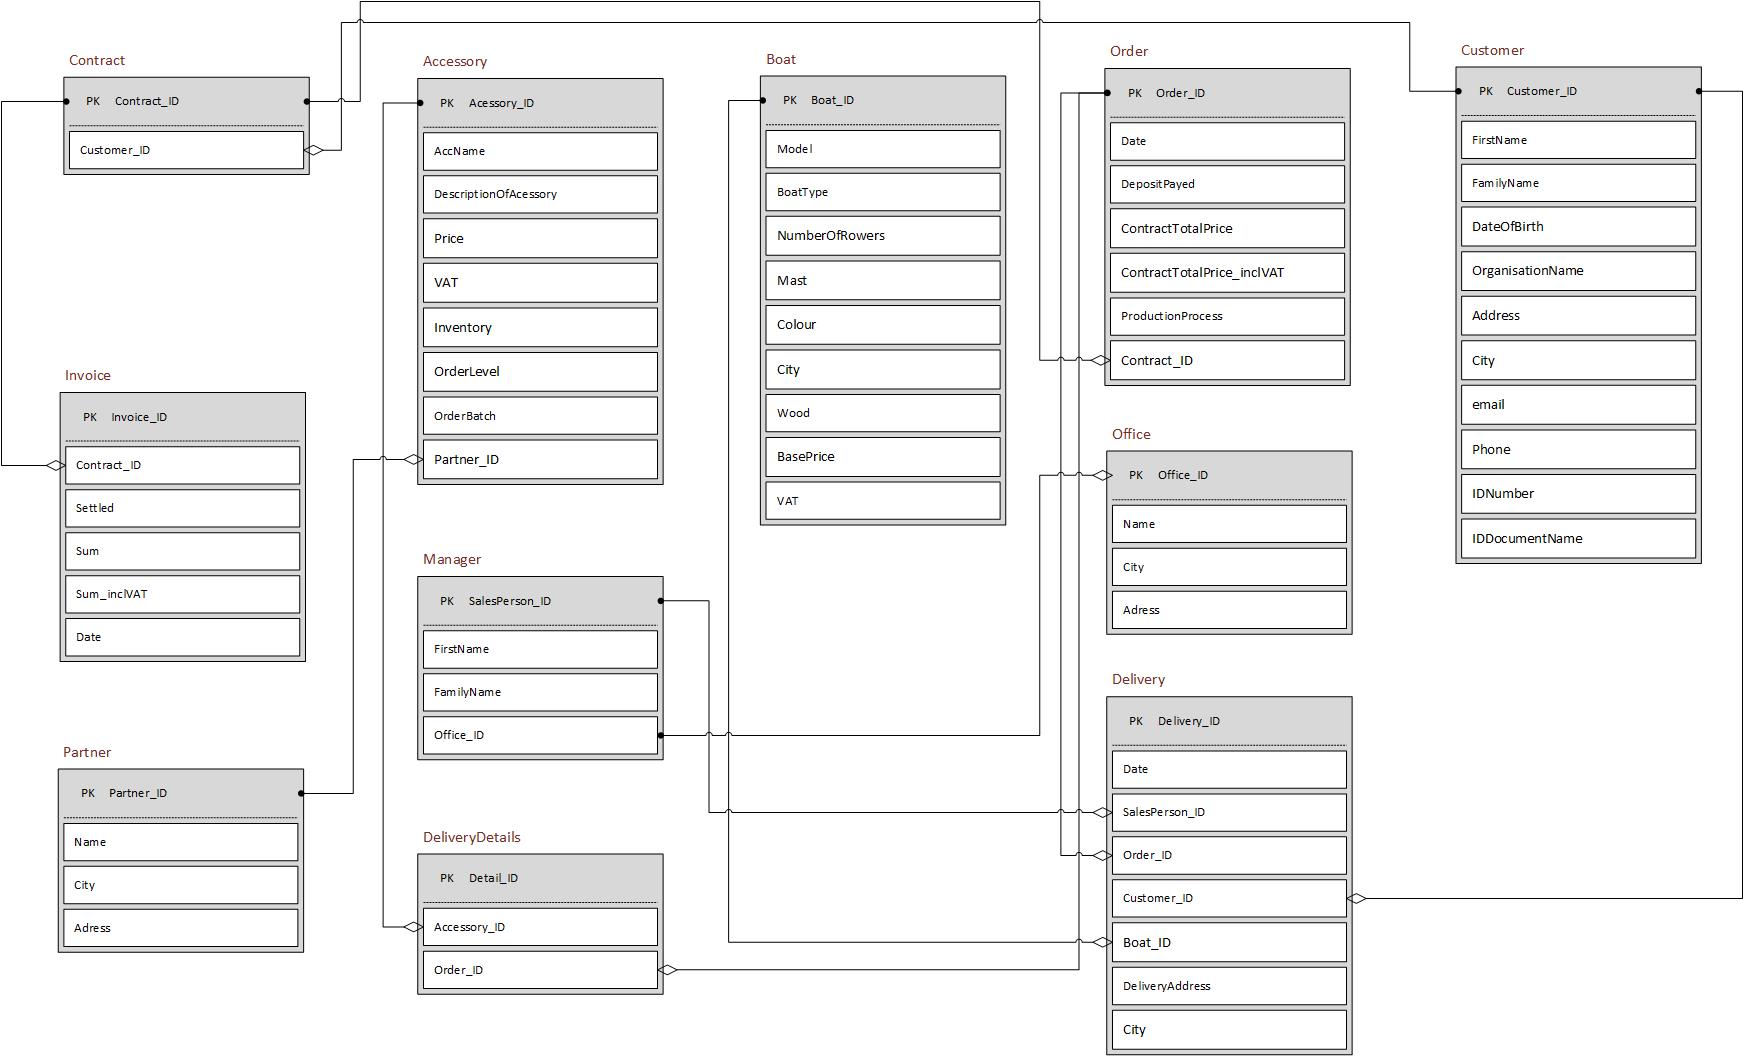 Contract
PK Contract_ID
Customer_ID
Invoice
PK Invoice_ID
Contract_ID
Settled
Sum
Sum_inclVAT
Date
Partner
PK Partner_ID
Name
City
Adress
Accessory
PK Acessory_ID
AccName
DescriptionOfAcessory
Price
VAT
Inventory
OrderLevel
OrderBatch
Partner_ID
Manager
PK SalesPerson_ID
FirstName
FamilyName
Office_ID
DeliveryDetails
PK Detail_ID
Accessory_ID
Order_ID
Boat
PK Boat_ID
Model
BoatType
NumberOfRowers
Mast
Colour
City
Wood
BasePrice
VAT
Order
PK Order_ID
Date
DepositPayed
ContractTotalPrice
ContractTotalPrice_inclVAT
ProductionProcess
Contract_ID
Office
PK Office_ID
Name
City
Adress
Delivery
PK Delivery_ID
Date
SalesPerson_ID
Order_ID
Customer_ID
Boat_ID
DeliveryAddress
City
Customer
PK Customer_ID
FirstName
FamilyName
DateOfBirth
OrganisationName
Address
City
email
Phone
IDNumber
IDDocumentName